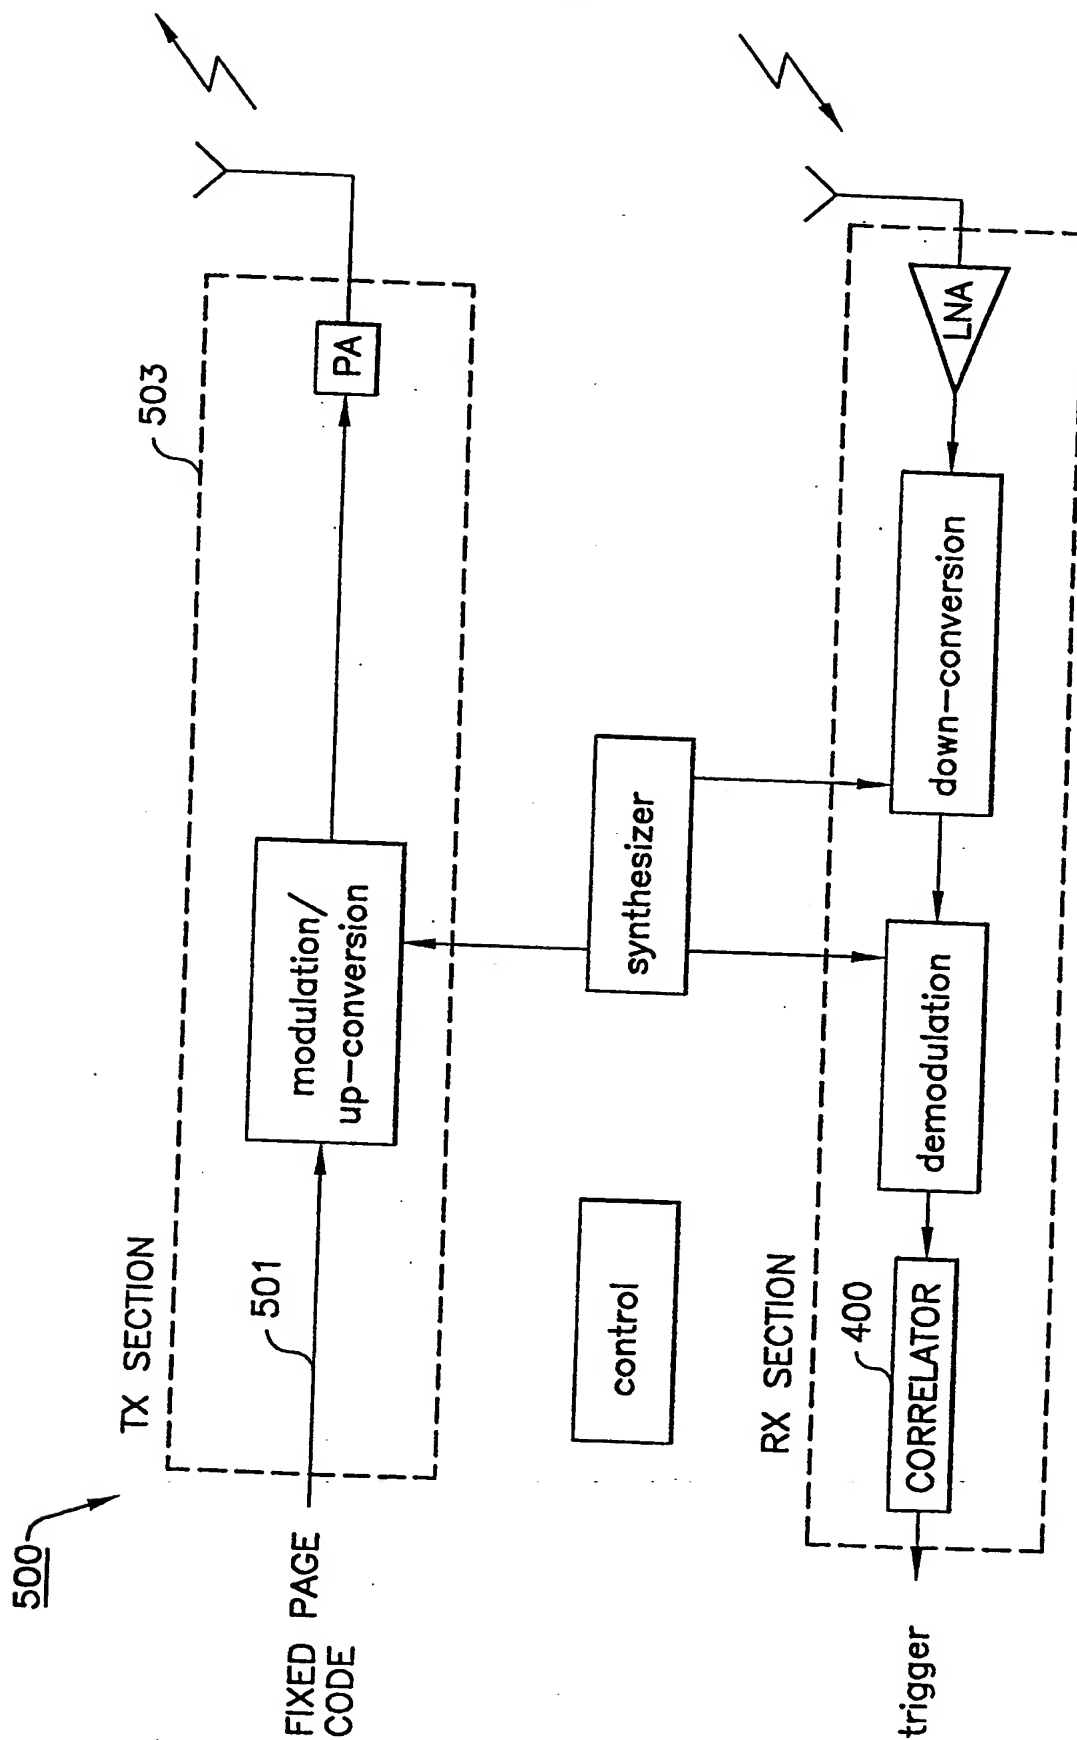 500
TX SECTION
503
FIXED PAGE
CODE
501
modulation/
up-conversion
PA
control
synthesizer
RX SECTION
trigger
400
CORRELATOR
demodulation
down-conversion
LNA